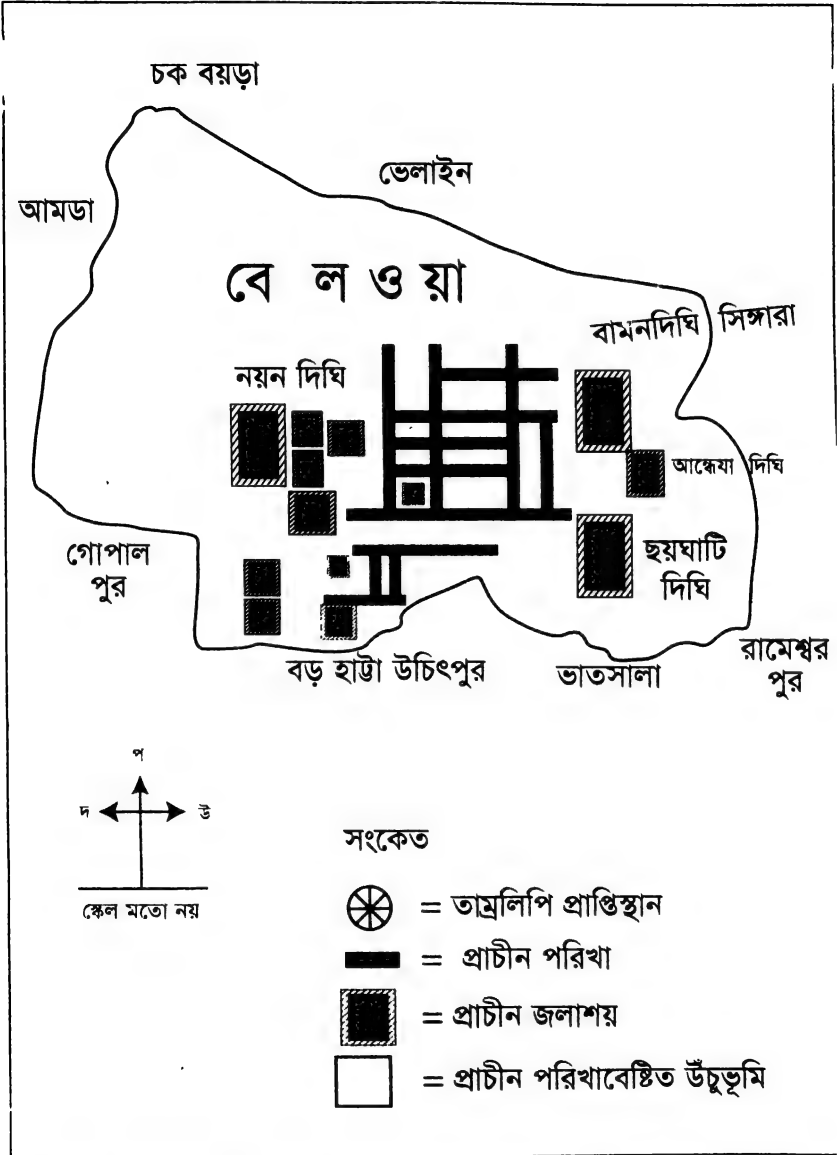 চক বয়ড়া
ভেলাইন
আমডা
বেলওয়া
বামনদিঘি সিঙ্গারা
নয়ন দিঘি
আন্ধেযা দিঘি
ছয়ঘাটি
দিঘি
গোপাল
পুর
রামেশ্বর
পুর
বড় হাট্টা উচিৎপুর
ভাতসালা
প
দ
উ
স্কেল মতো নয়
সংকেত
= তাম্রলিপি প্রাপ্তিস্থান
= প্রাচীন পরিখা
= প্রাচীন জলাশয়
= প্রাচীন পরিখাবেষ্টিত উঁচুভূমি